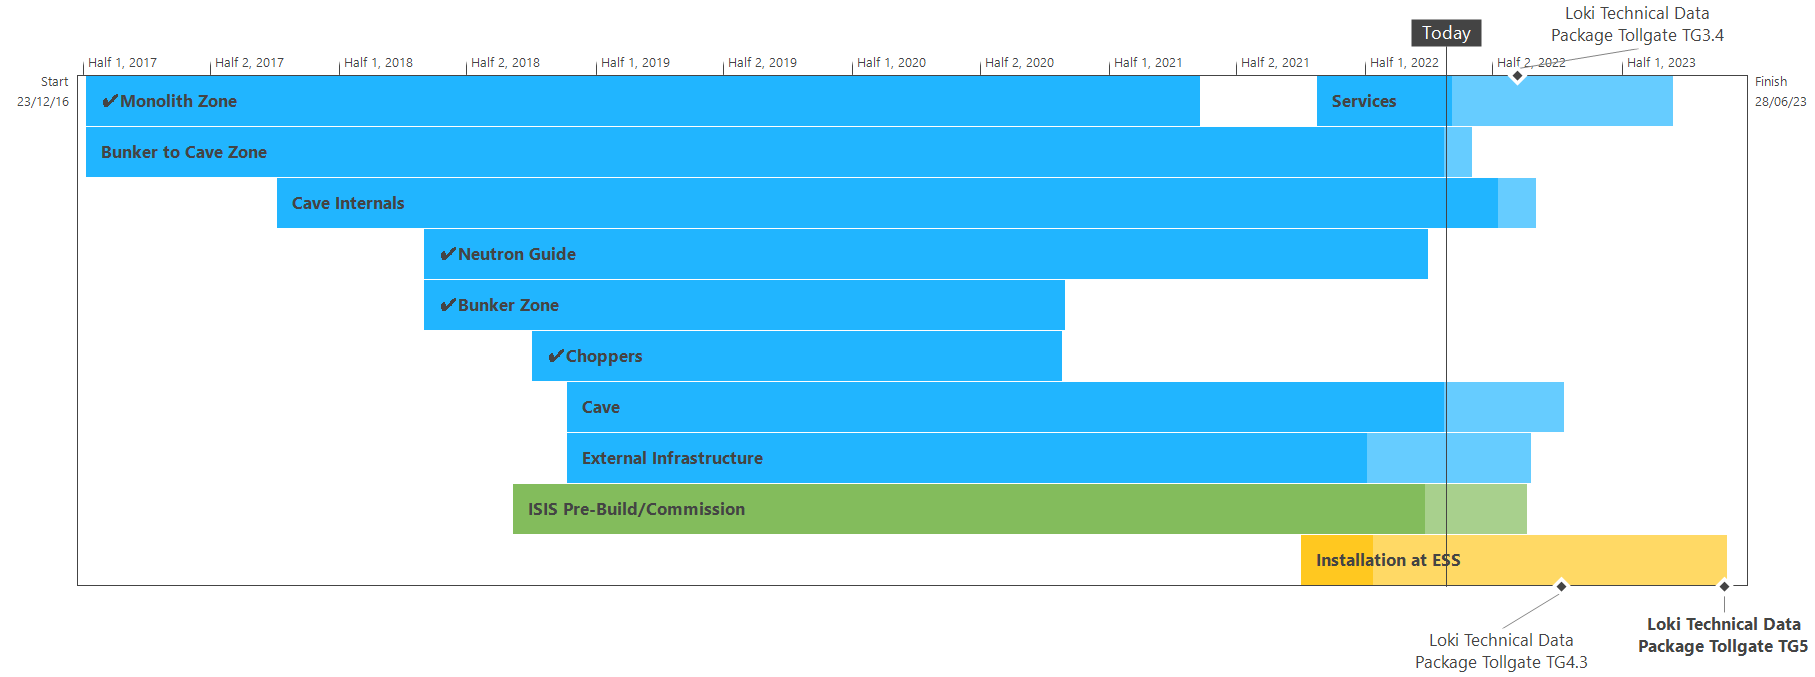 Loki Technical Data
Package Tollgate TG3.4
Today
Half 1, 2017
Half 2, 2017
Half 1, 2018
Half 2, 2018
Half 1, 2019
Half 2, 2019
Half 1, 2020
Half 2, 2020
Half 1, 2021
Half 2, 2021
Half 1, 2022
Half 2, 2022
Half 1, 2023
Start
23/12/16
Finish
28/06/23
✔Monolith Zone
Services
Bunker to Cave Zone
Cave Internals
✔Neutron Guide
✔Bunker Zone
✔Choppers
Cave
External Infrastructure
ISIS Pre-Build/Commission
Installation at ESS
Loki Technical Data
Package Tollgate TG4.3
Loki Technical Data
Package Tollgate TG5